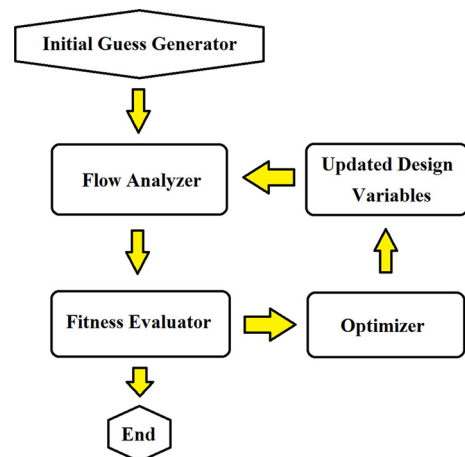 Initial Guess Generator
Flow Analyzer
Updated Design
Variables
Fitness Evaluator
Optimizer
End